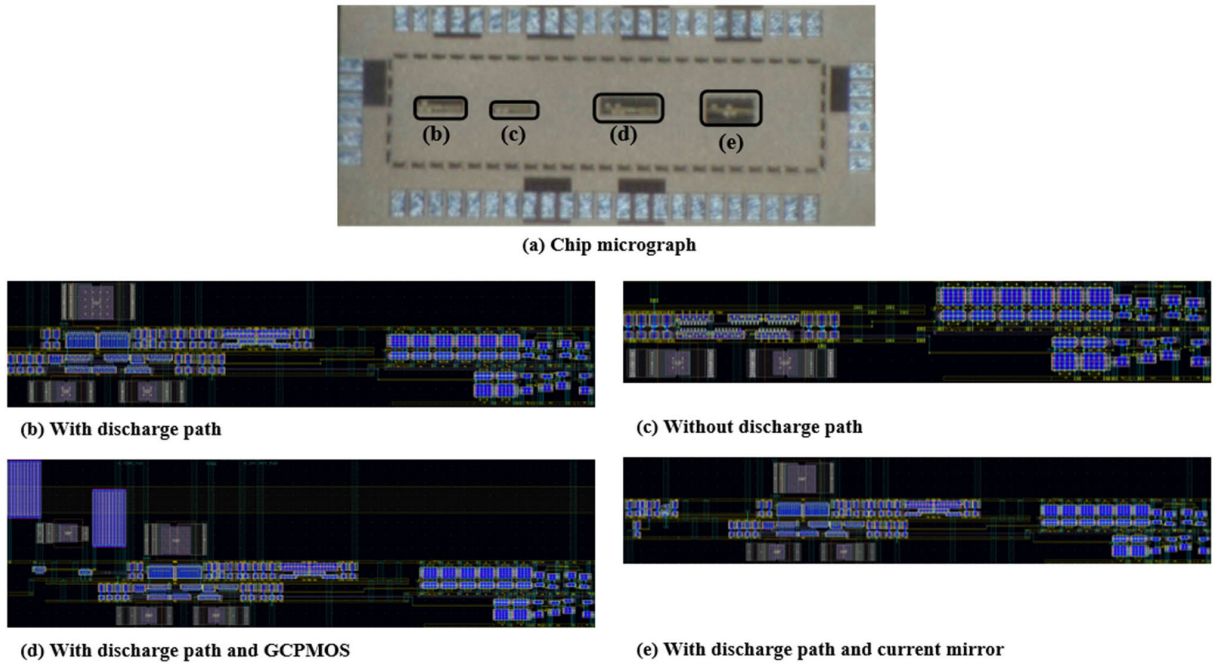 (b)
(c)
(d)
(e)
(a) Chip micrograph
(b) With discharge path
(c) Without discharge path
(d) With discharge path and GCPMOS
(e) With discharge path and current mirror